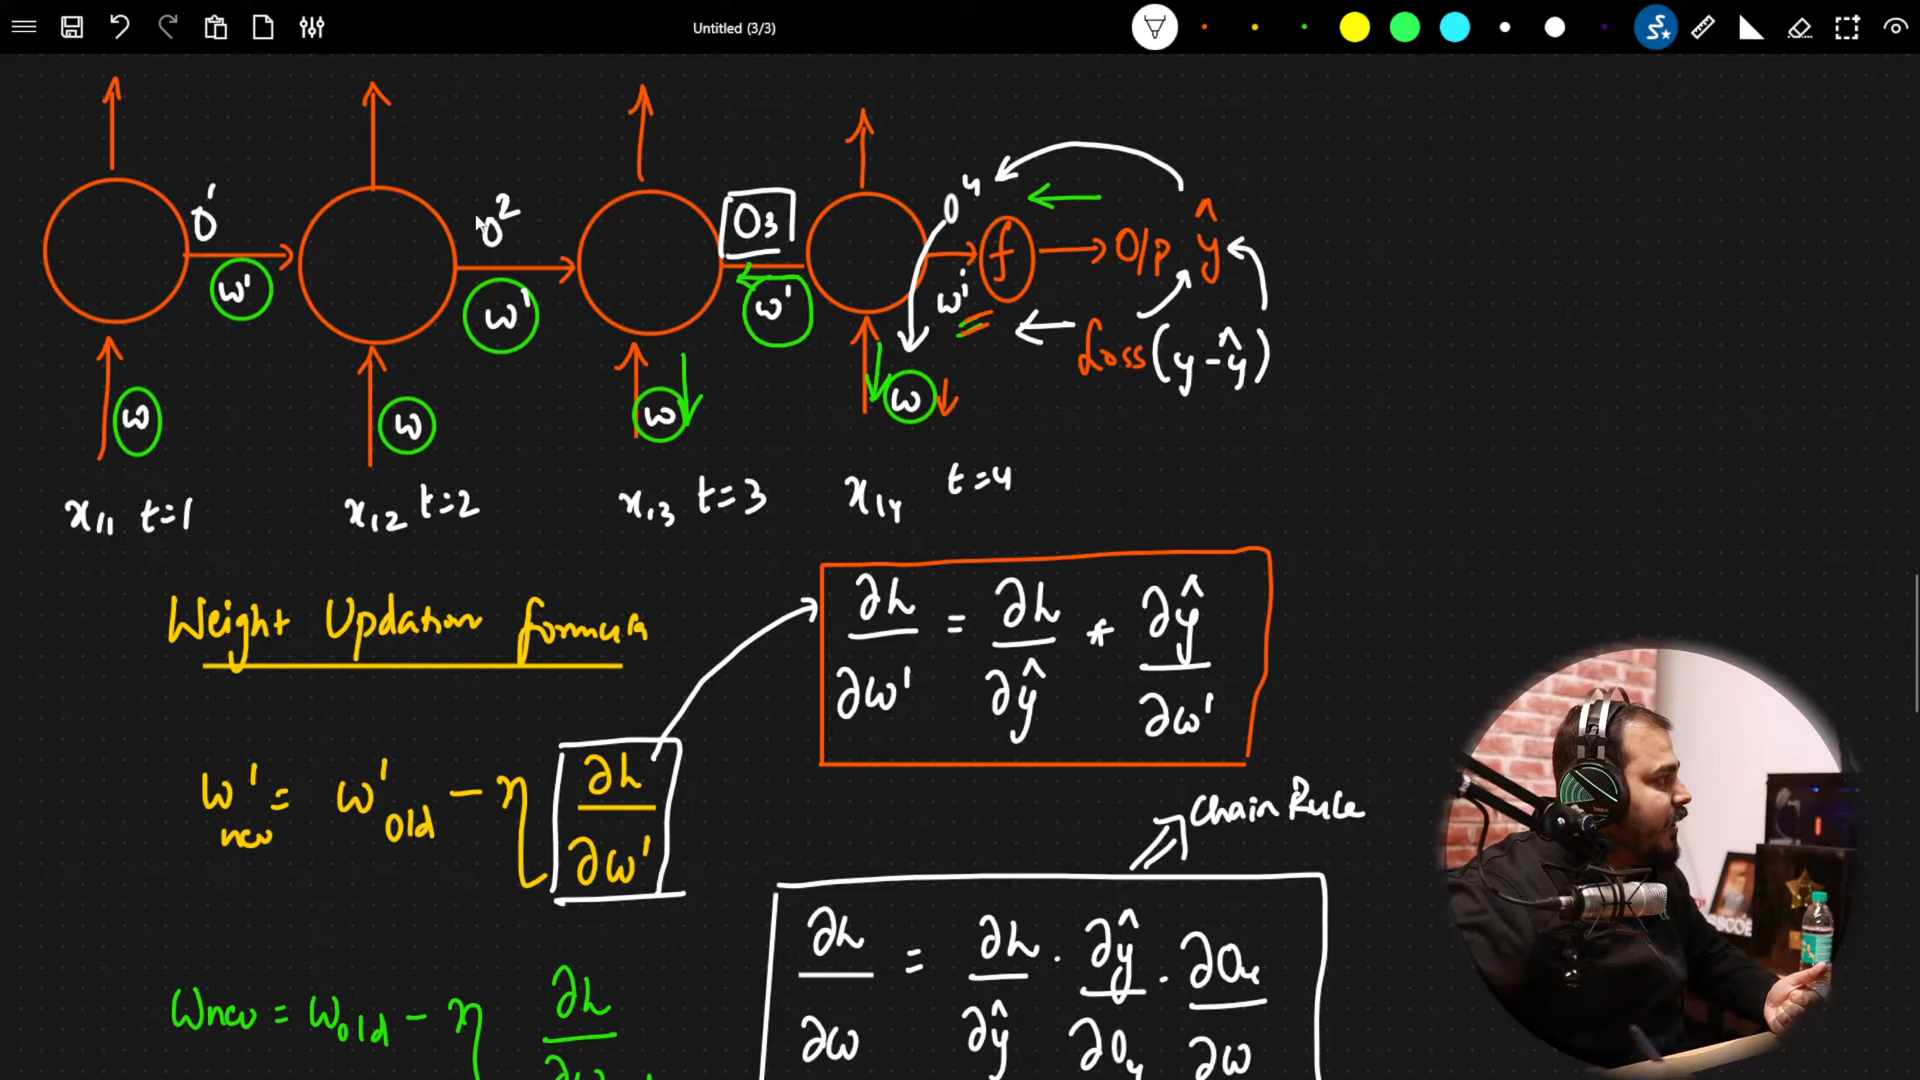 Untitled (3/3)
O' O² O3 O⁴
f → O/p ŷ
w' w' w' wⁱ
Loss (y - ŷ)
w w w w
x11 t=1 x12 t=2 x13 t=3 x14 t=4
Weight Updation formula
∂L/∂w' = ∂L/∂ŷ * ∂ŷ/∂w'
w'new = w'old - η ∂L/∂w'
Chain Rule
∂L/∂w = ∂L/∂ŷ . ∂ŷ/∂O4 . ∂O4/∂w
Wnew = Wold - η ∂L/∂w